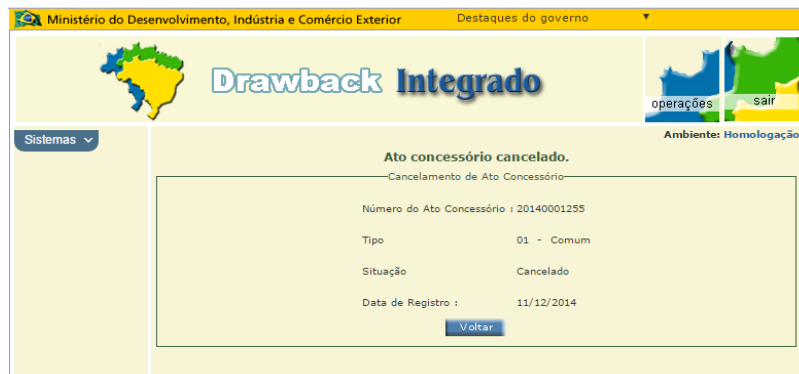 Ministério do Desenvolvimento, Indústria e Comércio Exterior Destaques do governo
Drawback Integrado
operações sair
Sistemas
Ambiente: Homologação
Ato concessório cancelado.
Cancelamento de Ato Concessório
Número do Ato Concessório : 20140001255
Tipo 01 - Comum
Situação Cancelado
Data de Registro : 11/12/2014
Voltar